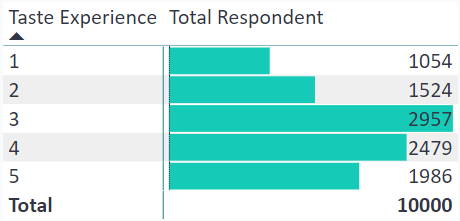 Taste Experience Total Respondent
1 1054
2 1524
3 2957
4 2479
5 1986
Total 10000